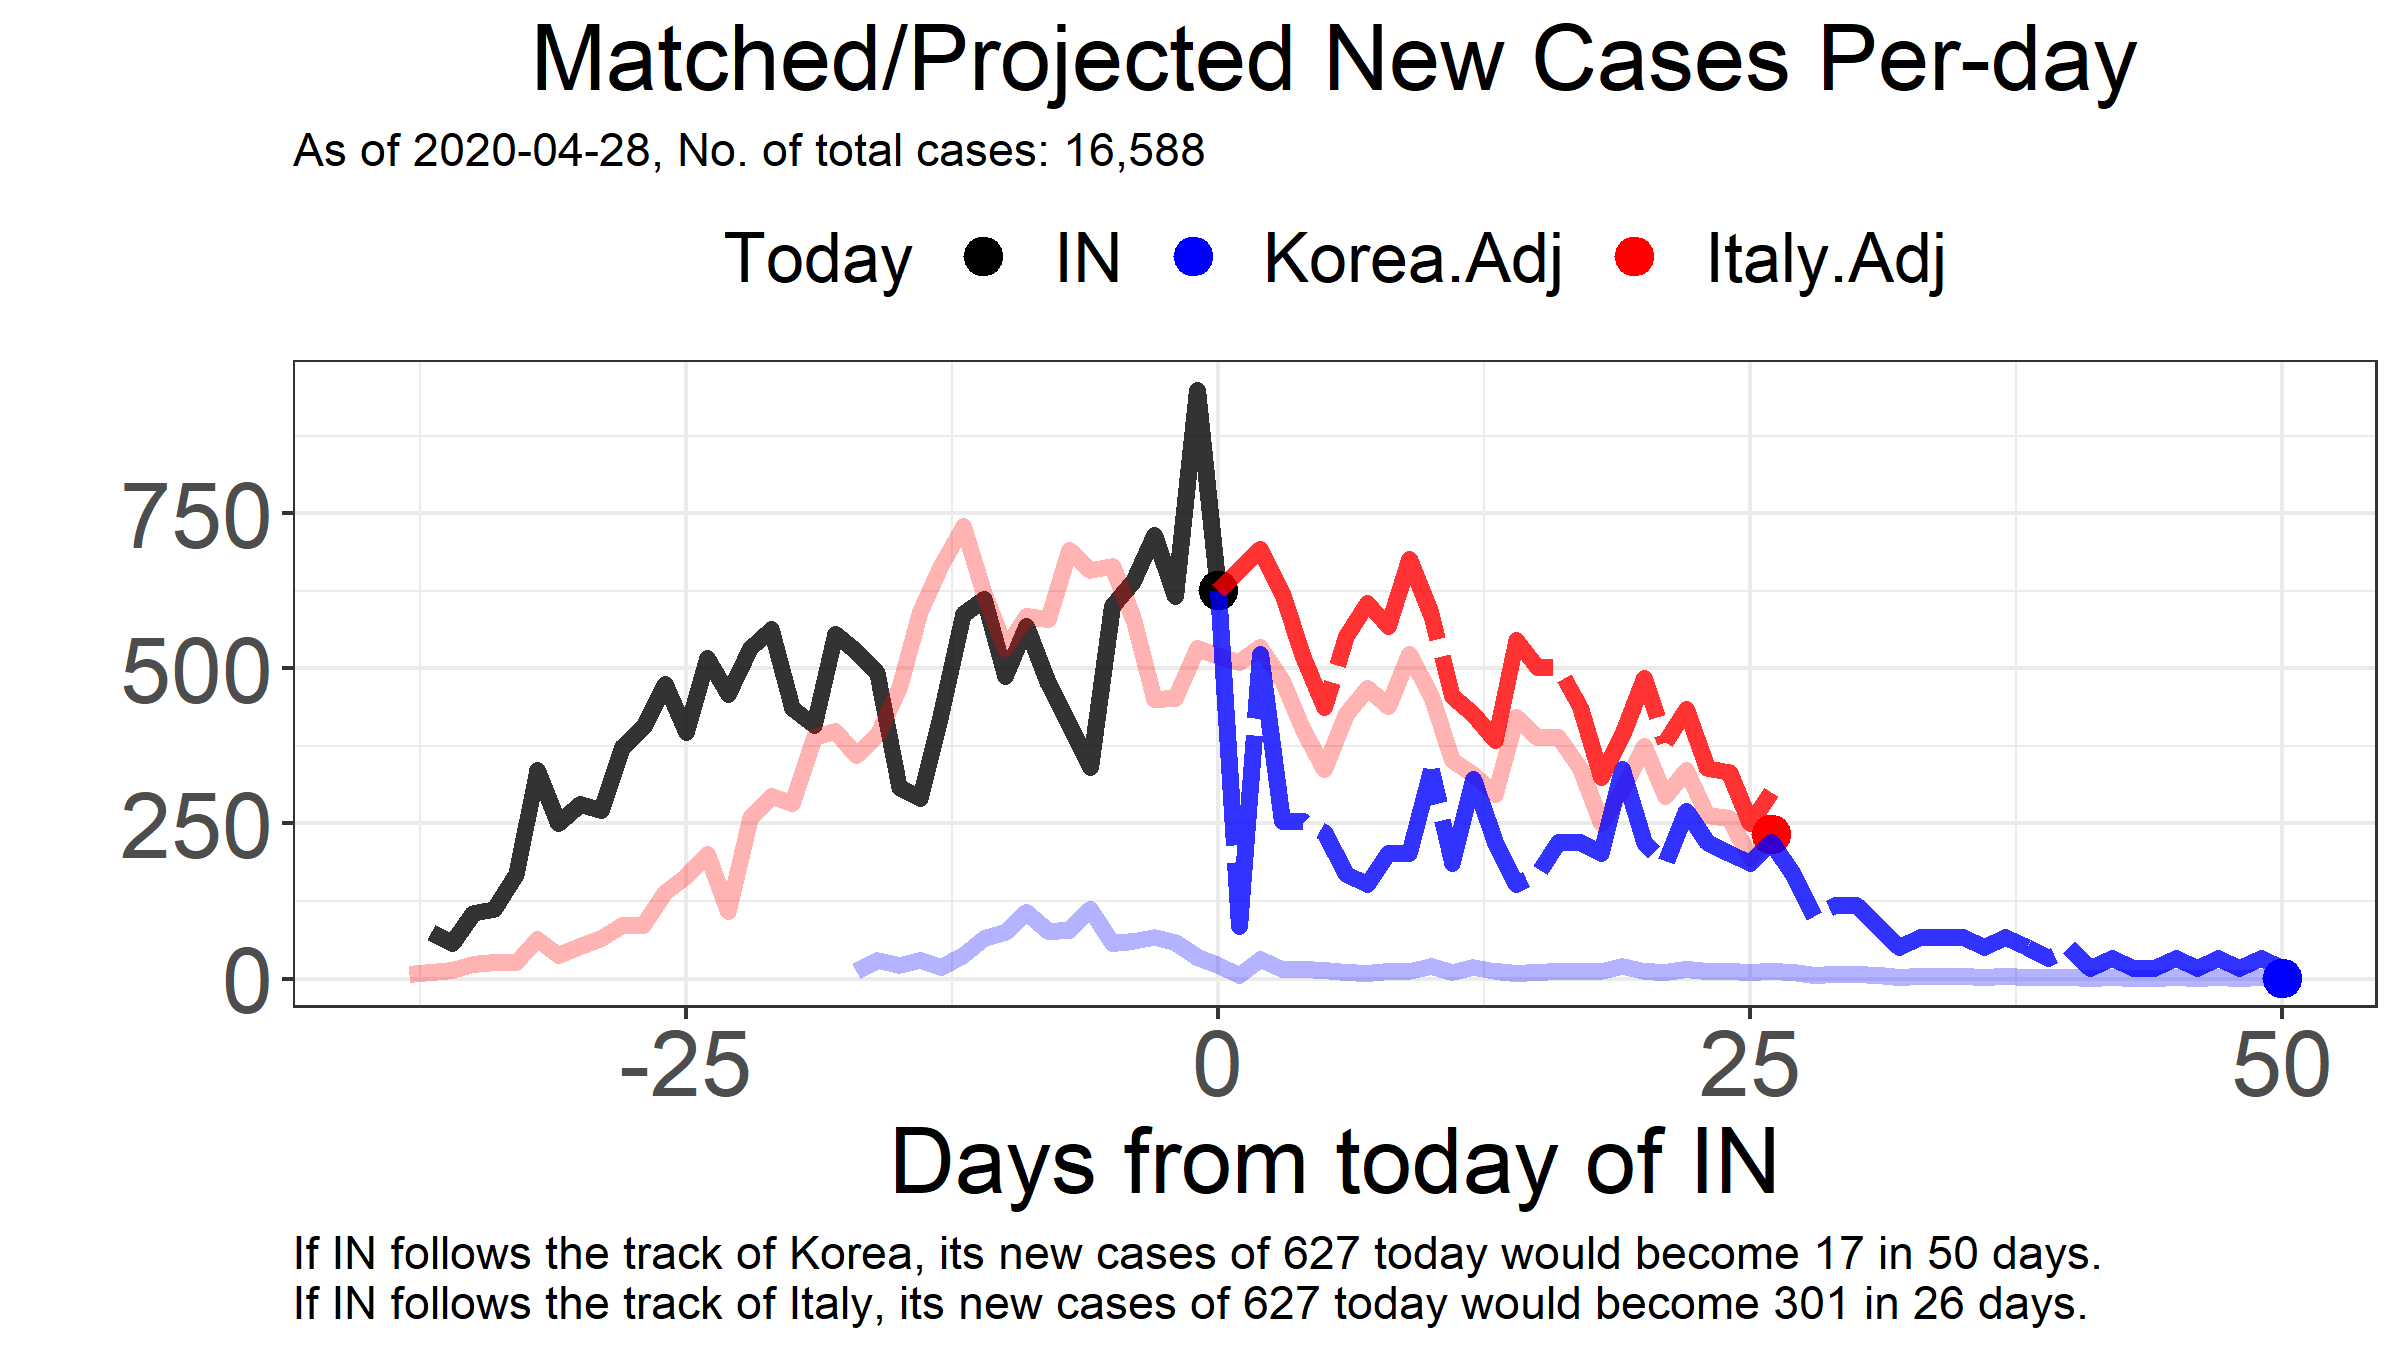 Matched/Projected New Cases Per-day
As of 2020-04-28, No. of total cases: 16,588
Today IN Korea.Adj Italy.Adj
750
500
250
0
-25 0 25 50
Days from today of IN
If IN follows the track of Korea, its new cases of 627 today would become 17 in 50 days.
If IN follows the track of Italy, its new cases of 627 today would become 301 in 26 days.